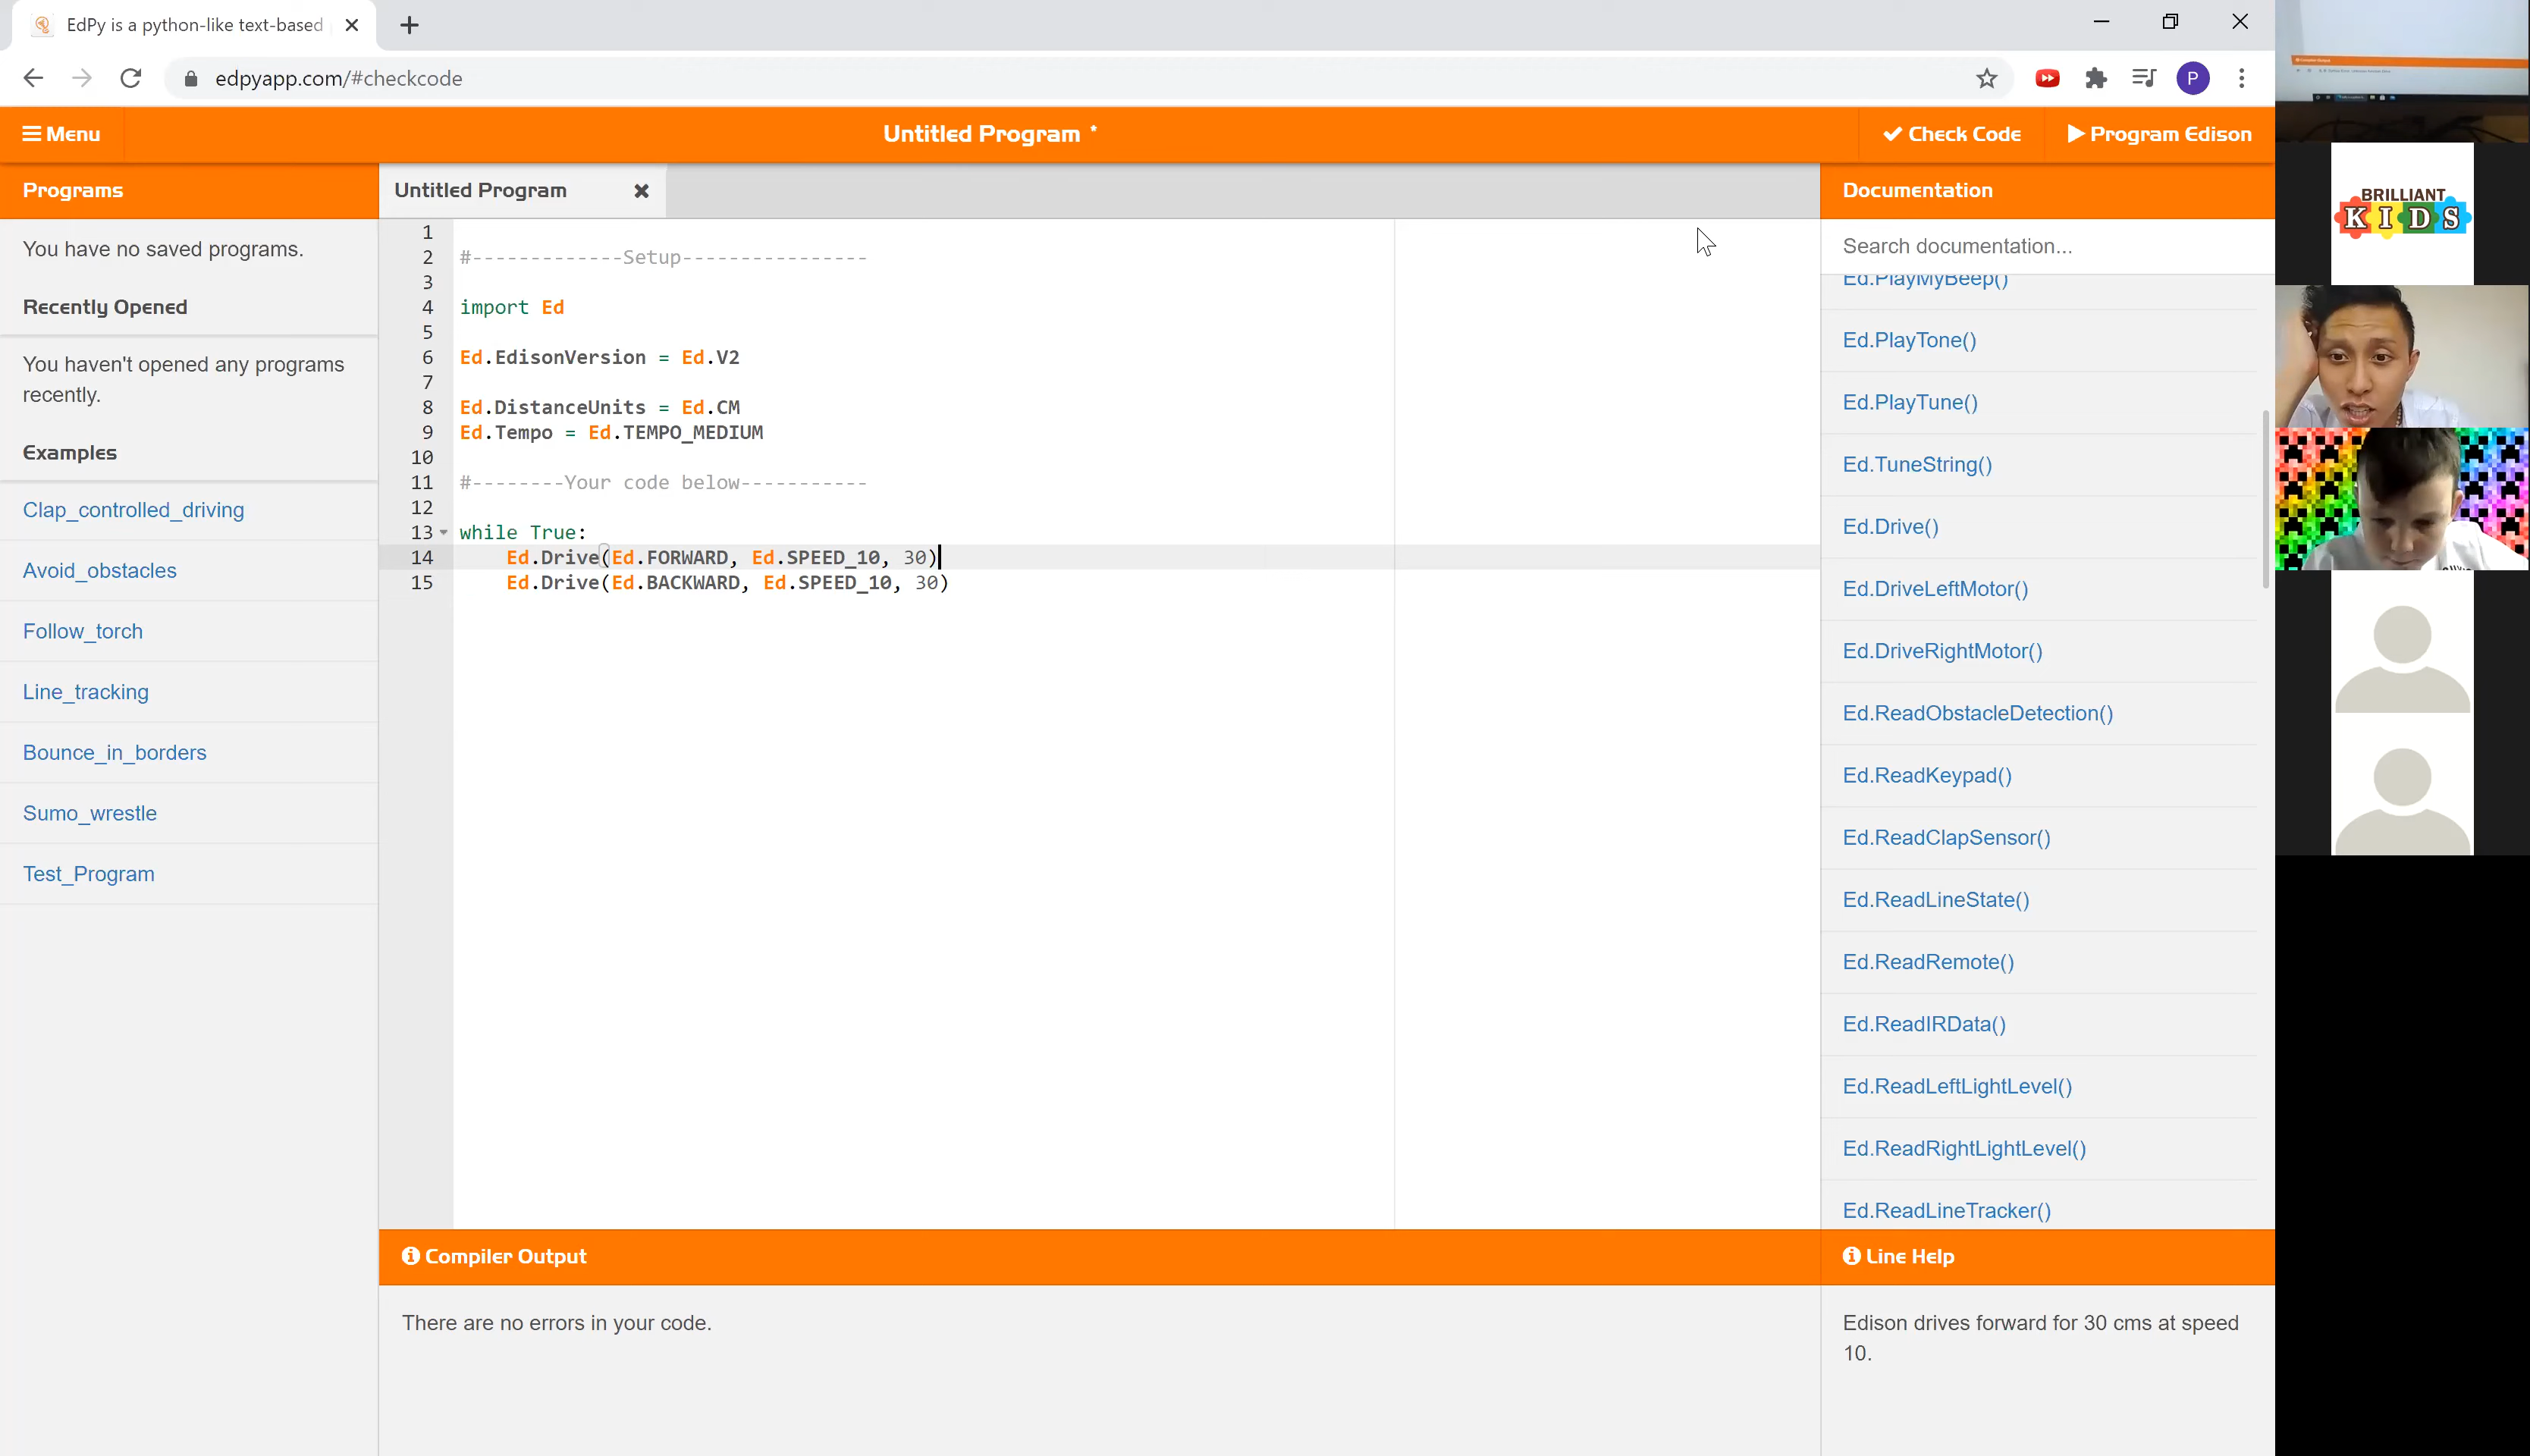 EdPy is a python-like text-based
edpyapp.com/#checkcode
P
Menu
Untitled Program *
Check Code
Program Edison
Programs
You have no saved programs.
Recently Opened
You haven't opened any programs
recently.
Examples
Clap_controlled_driving
Avoid_obstacles
Follow_torch
Line_tracking
Bounce_in_borders
Sumo_wrestle
Test_Program
Untitled Program
1
2 #-------------Setup----------------
3
4 import Ed
5
6 Ed.EdisonVersion = Ed.V2
7
8 Ed.DistanceUnits = Ed.CM
9 Ed.Tempo = Ed.TEMPO_MEDIUM
10
11 #--------Your code below-----------
12
13 while True:
14 Ed.Drive(Ed.FORWARD, Ed.SPEED_10, 30)
15 Ed.Drive(Ed.BACKWARD, Ed.SPEED_10, 30)
Compiler Output
There are no errors in your code.
Documentation
Search documentation...
Ed.PlayMyBeep()
Ed.PlayTone()
Ed.PlayTune()
Ed.TuneString()
Ed.Drive()
Ed.DriveLeftMotor()
Ed.DriveRightMotor()
Ed.ReadObstacleDetection()
Ed.ReadKeypad()
Ed.ReadClapSensor()
Ed.ReadLineState()
Ed.ReadRemote()
Ed.ReadIRData()
Ed.ReadLeftLightLevel()
Ed.ReadRightLightLevel()
Ed.ReadLineTracker()
Line Help
Edison drives forward for 30 cms at speed
10.
BRILLIANT
KIDS